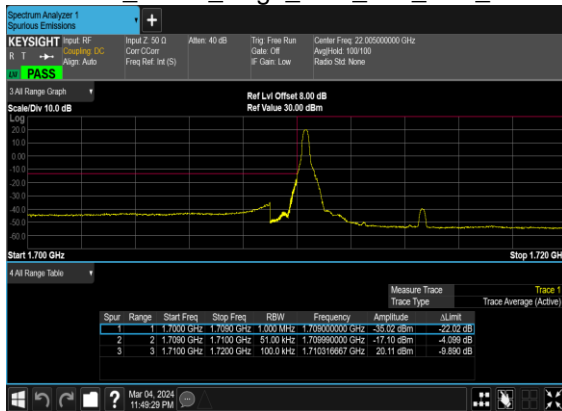 Spectrum Analyzer 1
Spurious Emissions
KEYSIGHT Input: RF Input Z: 50 Ω Atten: 40 dB Trig: Free Run Center Freq: 22.005000000 GHz
R T Coupling: DC Corr CCorr Gate: Off Avg|Hold: 100/100
Align: Auto Freq Ref: Int (S) IF Gain: Low Radio Std: None
PASS
3 All Range Graph
Ref Lvl Offset 8.00 dB
Scale/Div 10.0 dB Ref Value 30.00 dBm
Log
20.0
10.0
0.00
-10.0
-20.0
-30.0
-40.0
-50.0
-60.0
Start 1.700 GHz Stop 1.720 GH
4 All Range Table
Measure Trace Trace 1
Trace Type Trace Average (Active)
Spur Range Start Freq Stop Freq RBW Frequency Amplitude ΔLimit
1 1 1.7000 GHz 1.7090 GHz 1.000 MHz 1.709000000 GHz -35.02 dBm -22.02 dB
2 2 1.7090 GHz 1.7100 GHz 51.00 kHz 1.709990000 GHz -17.10 dBm -4.099 dB
3 3 1.7100 GHz 1.7200 GHz 100.0 kHz 1.710316667 GHz 20.11 dBm -9.890 dB
Mar 04, 2024
11:49:29 PM